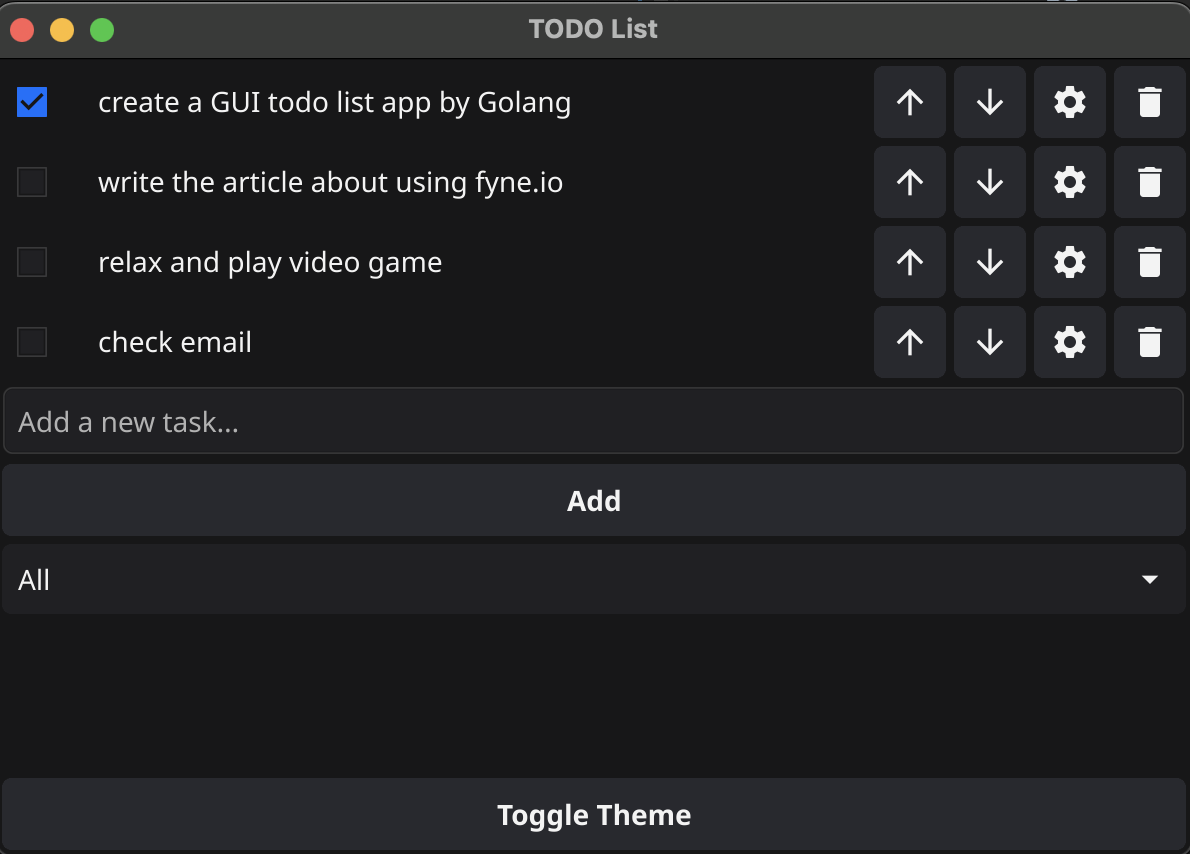 TODO List
create a GUI todo list app by Golang
write the article about using fyne.io
relax and play video game
check email
Add a new task...
Add
All
Toggle Theme